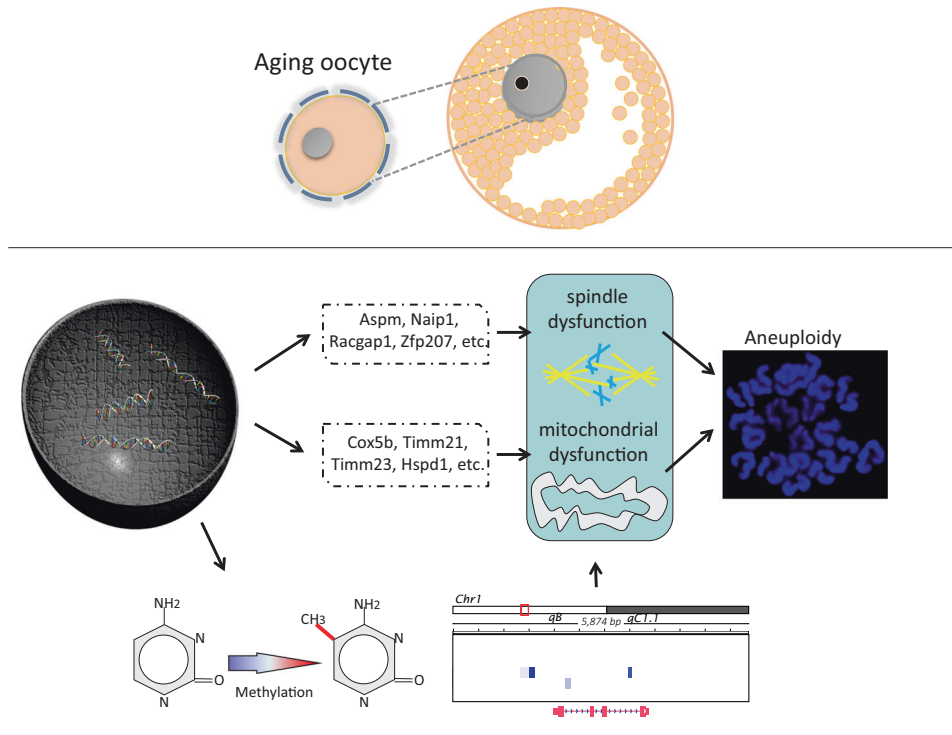 Aging oocyte
Aspm, Naip1,
Racgap1, Zfp207, etc.
spindle
dysfunction
Aneuploidy
Cox5b, Timm21,
Timm23, Hspd1, etc.
mitochondrial
dysfunction
NH2
N
O
N
Methylation
CH3
NH2
N
O
N
Chr1
qB
5,874 bp
qC1.1